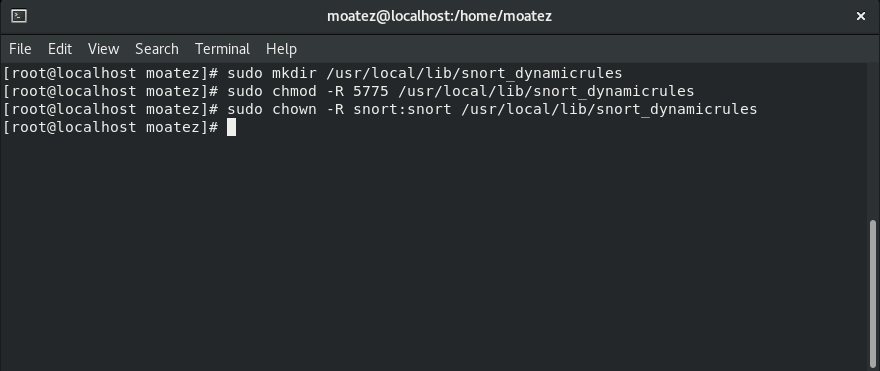 moatez@localhost:/home/moatez
File Edit View Search Terminal Help
[root@localhost moatez]# sudo mkdir /usr/local/lib/snort_dynamicrules
[root@localhost moatez]# sudo chmod -R 5775 /usr/local/lib/snort_dynamicrules
[root@localhost moatez]# sudo chown -R snort:snort /usr/local/lib/snort_dynamicrules
[root@localhost moatez]#